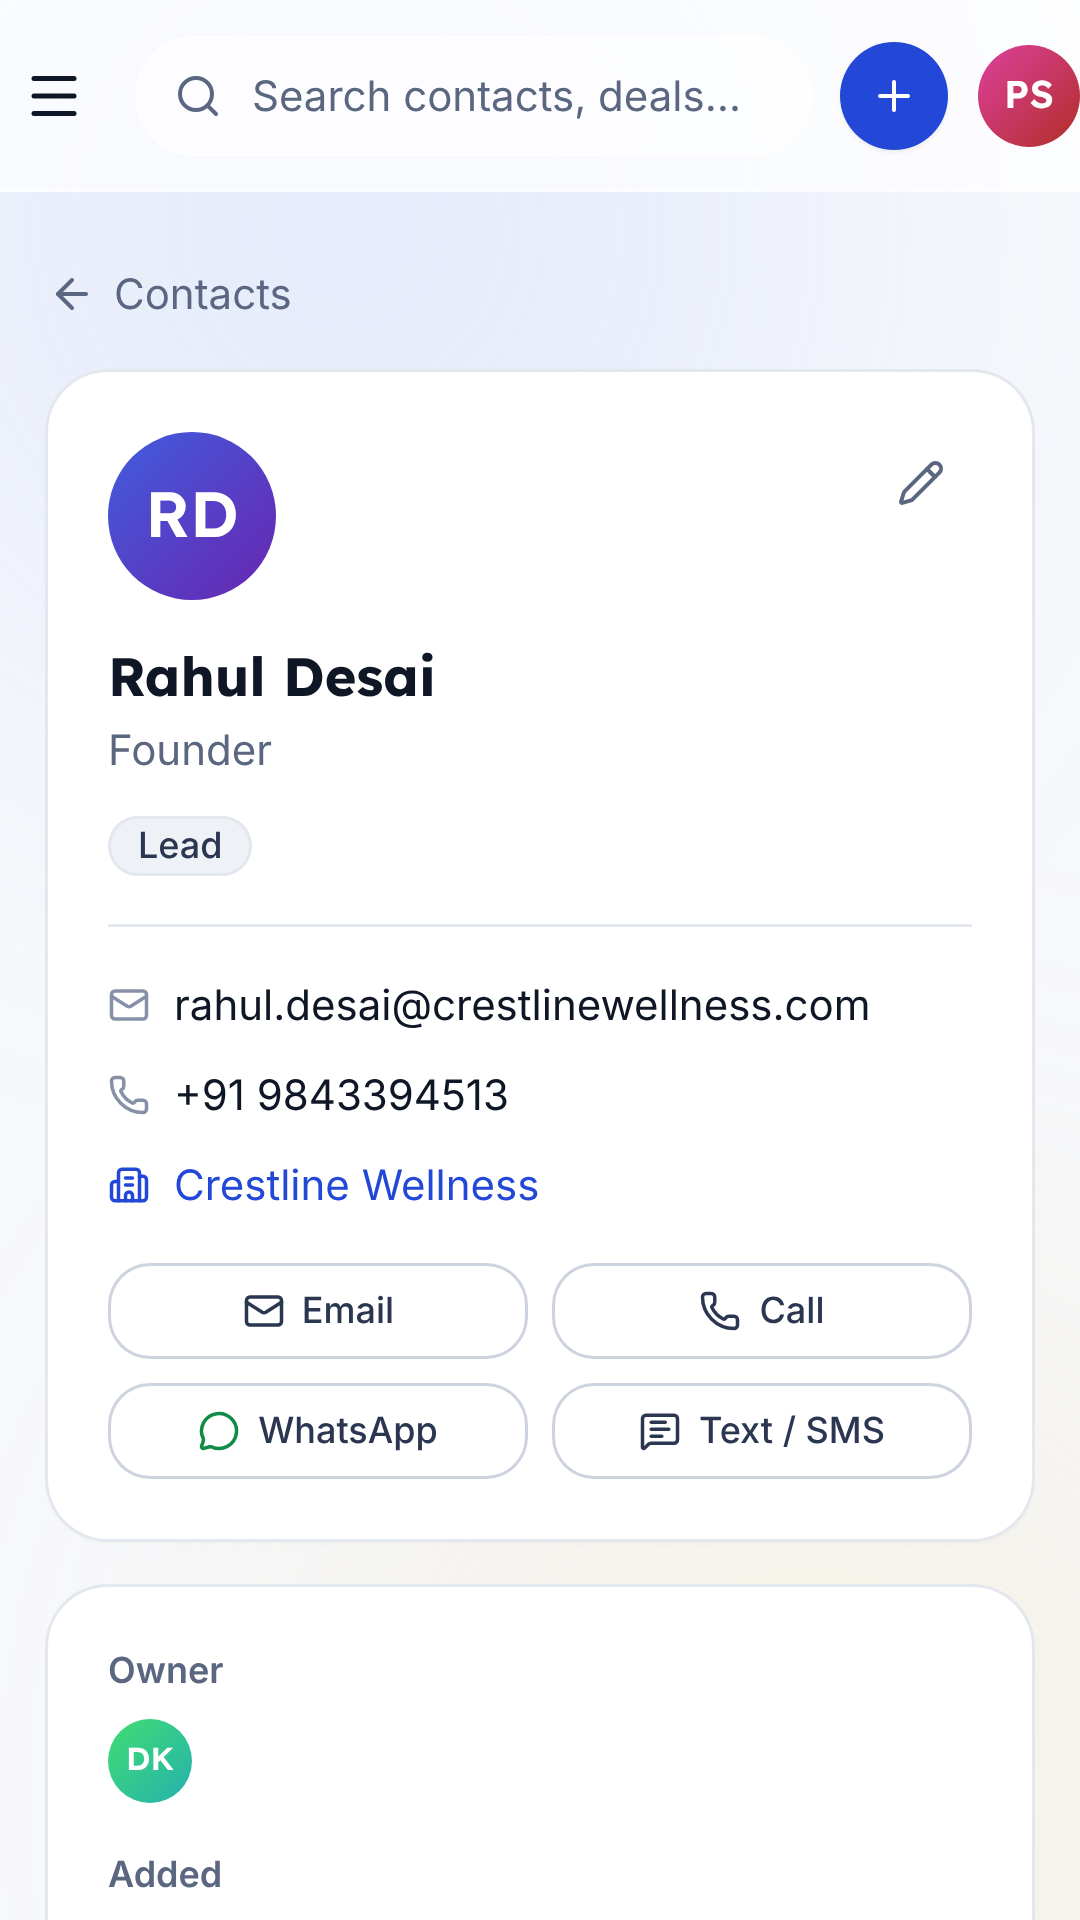 Search contacts, deals...
PS
Contacts
RD
Rahul Desai
Founder
Lead
rahul.desai@crestlinewellness.com
+91 9843394513
Crestline Wellness
Email
Call
WhatsApp
Text / SMS
Owner
DK
Added